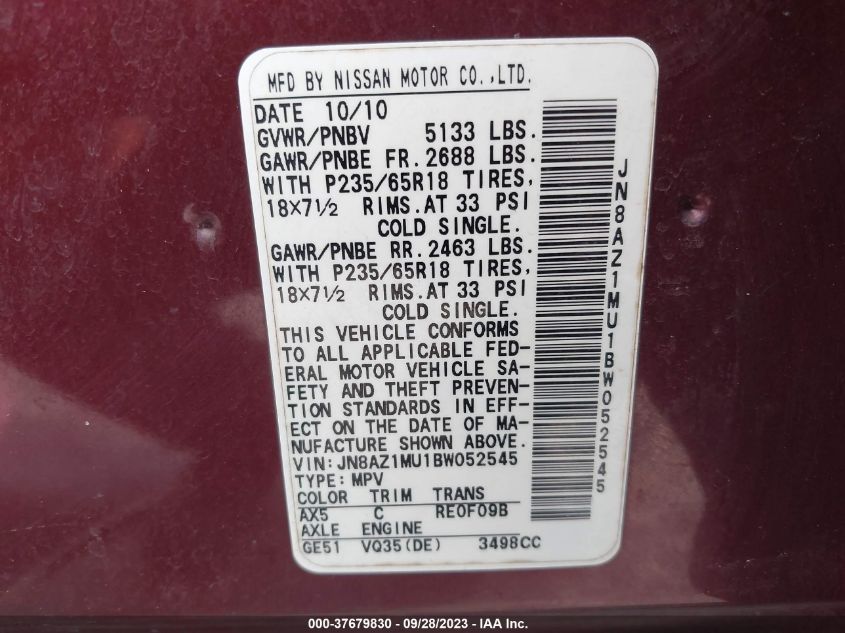 MFD BY NISSAN MOTOR CO.,LTD.
DATE 10/10
GVWR/PNBV 5133 LBS.
GAWR/PNBE FR. 2688 LBS.
WITH P235/65R18 TIRES,
18×7½ RIMS. AT 33 PSI
COLD SINGLE.
GAWR/PNBE RR. 2463 LBS.
WITH P235/65R18 TIRES,
18×7½ RIMS. AT 33 PSI
COLD SINGLE.
THIS VEHICLE CONFORMS
TO ALL APPLICABLE FED-
ERAL MOTOR VEHICLE SA-
FETY AND THEFT PREVEN-
TION STANDARDS IN EFF-
ECT ON THE DATE OF MA-
NUFACTURE SHOWN ABOVE.
VIN: JN8AZ1MU1BW052545
TYPE: MPV
COLOR TRIM TRANS
AX5 C RE0F09B
AXLE ENGINE
GE51 VQ35(DE) 3498CC
JN8AZ1MU1BW052545
000-37679830 - 09/28/2023 - IAA Inc.